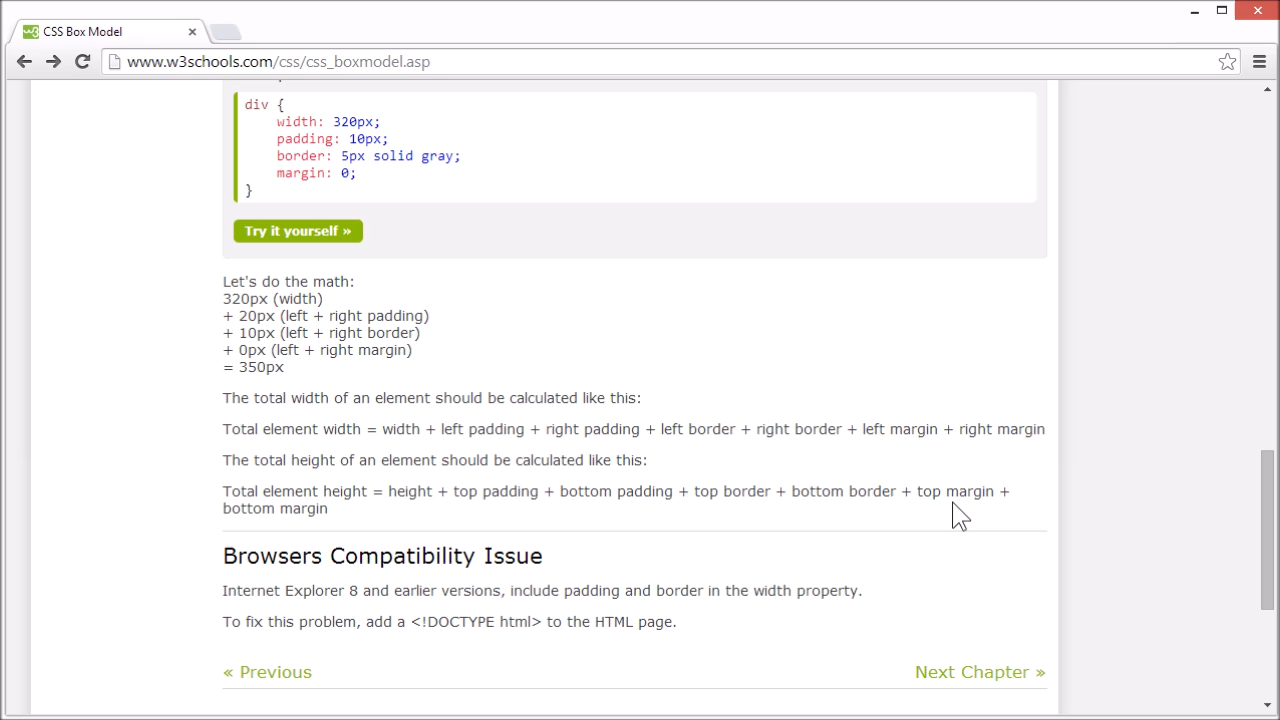 CSS Box Model
www.w3schools.com/css/css_boxmodel.asp
div {
    width: 320px;
    padding: 10px;
    border: 5px solid gray;
    margin: 0;
}
Try it yourself »
Let's do the math:
320px (width)
+ 20px (left + right padding)
+ 10px (left + right border)
+ 0px (left + right margin)
= 350px
The total width of an element should be calculated like this:
Total element width = width + left padding + right padding + left border + right border + left margin + right margin
The total height of an element should be calculated like this:
Total element height = height + top padding + bottom padding + top border + bottom border + top margin +
bottom margin
Browsers Compatibility Issue
Internet Explorer 8 and earlier versions, include padding and border in the width property.
To fix this problem, add a <!DOCTYPE html> to the HTML page.
« Previous
Next Chapter »